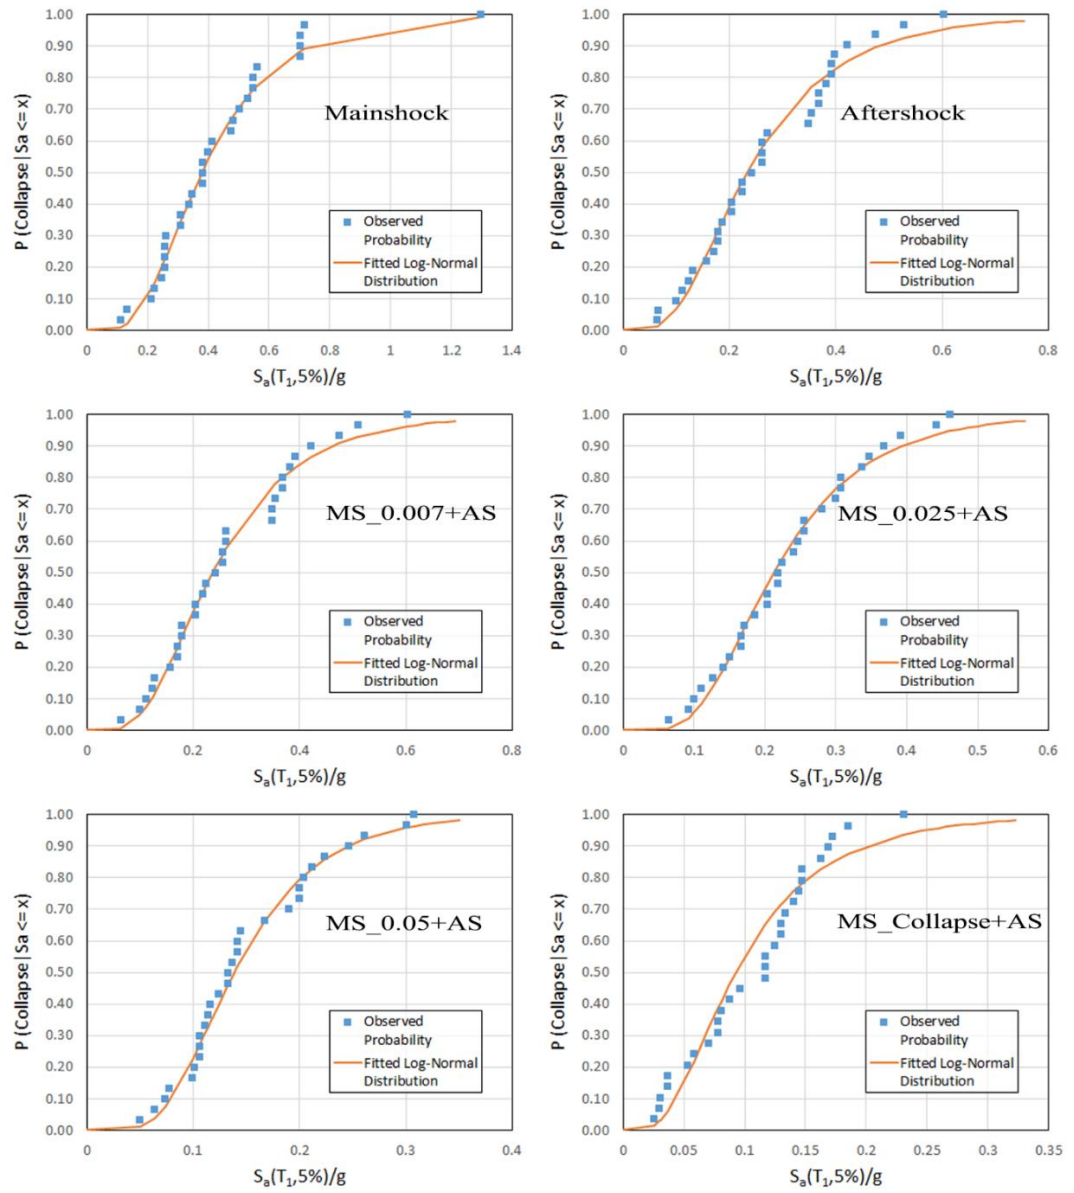 P (Collapse|Sa <= x)
1.00
0.90
0.80
0.70
0.60
0.50
0.40
0.30
0.20
0.10
0.00
Mainshock
Observed
Probability
Fitted Log-Normal
Distribution
0 0.2 0.4 0.6 0.8 1 1.2 1.4
Sₐ(T₁,5%)/g
P (Collapse|Sa <= x)
1.00
0.90
0.80
0.70
0.60
0.50
0.40
0.30
0.20
0.10
0.00
Aftershock
Observed
Probability
Fitted Log-Normal
Distribution
0 0.2 0.4 0.6 0.8
Sₐ(T₁,5%)/g
P (Collapse|Sa <= x)
1.00
0.90
0.80
0.70
0.60
0.50
0.40
0.30
0.20
0.10
0.00
MS_0.007+AS
Observed
Probability
Fitted Log-Normal
Distribution
0 0.2 0.4 0.6 0.8
Sₐ(T₁,5%)/g
P (Collapse|Sa <= x)
1.00
0.90
0.80
0.70
0.60
0.50
0.40
0.30
0.20
0.10
0.00
MS_0.025+AS
Observed
Probability
Fitted Log-Normal
Distribution
0 0.1 0.2 0.3 0.4 0.5 0.6
Sₐ(T₁,5%)/g
P (Collapse|Sa <= x)
1.00
0.90
0.80
0.70
0.60
0.50
0.40
0.30
0.20
0.10
0.00
MS_0.05+AS
Observed
Probability
Fitted Log-Normal
Distribution
0 0.1 0.2 0.3 0.4
Sₐ(T₁,5%)/g
P (Collapse|Sa <= x)
1.00
0.90
0.80
0.70
0.60
0.50
0.40
0.30
0.20
0.10
0.00
MS_Collapse+AS
Observed
Probability
Fitted Log-Normal
Distribution
0 0.05 0.1 0.15 0.2 0.25 0.3 0.35
Sₐ(T₁,5%)/g